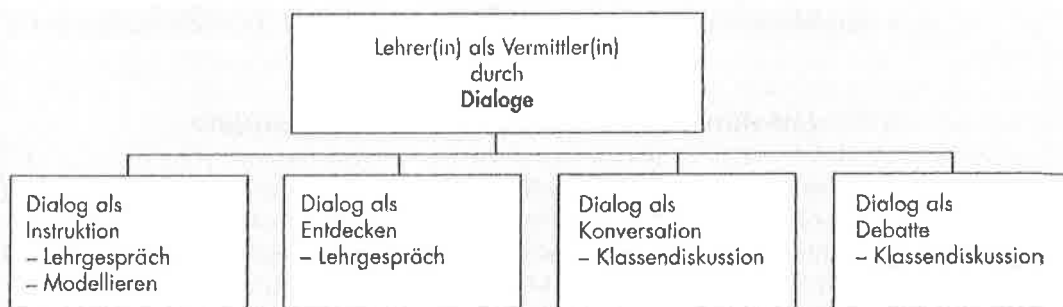 Lehrer(in) als Vermittler(in)
durch
Dialoge
Dialog als
Instruktion
– Lehrgespräch
– Modellieren
Dialog als
Entdecken
– Lehrgespräch
Dialog als
Konversation
– Klassendiskussion
Dialog als
Debatte
– Klassendiskussion